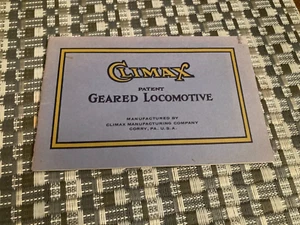 CLIMAX
PATENT
GEARED LOCOMOTIVE
MANUFACTURED BY
CLIMAX MANUFACTURING COMPANY
CORRY, PA. U.S.A.